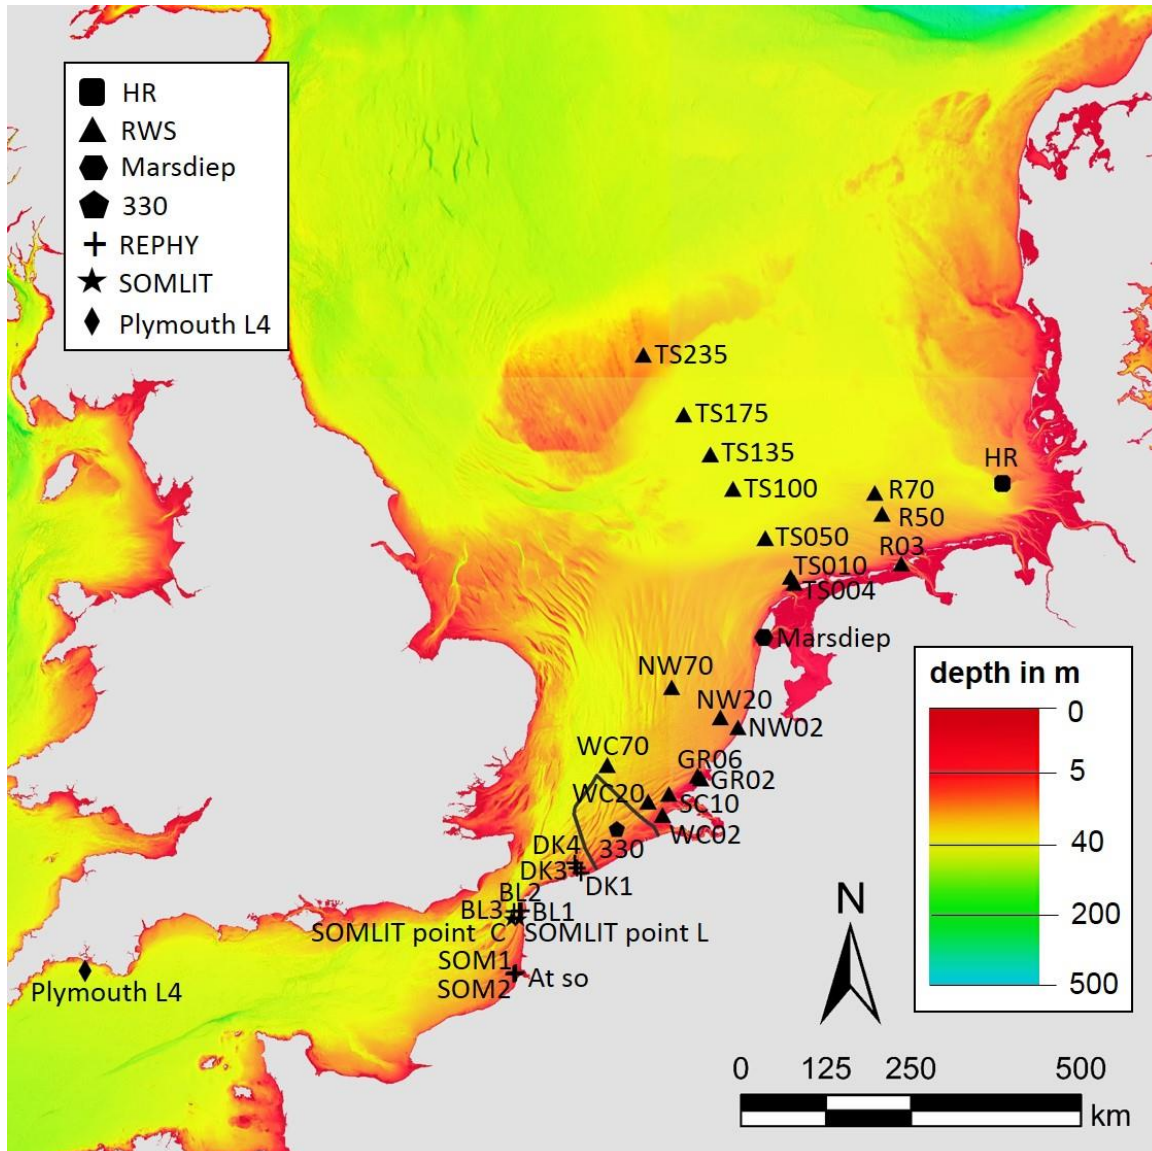 HR
RWS
Marsdiep
330
REPHY
SOMLIT
Plymouth L4
TS235
TS175
TS135
HR
TS100
R70
R50
TS050
R03
TS010
TS004
Marsdiep
NW70
NW20
NW02
WC70
GR06
GR02
WC20
SC10
WC02
330
DK4
DK3
DK1
BL2
BL3
BL1
SOMLIT point C
SOMLIT point L
SOM1
At so
SOM2
Plymouth L4
depth in m
0
5
40
200
500
N
0 125 250 500
km